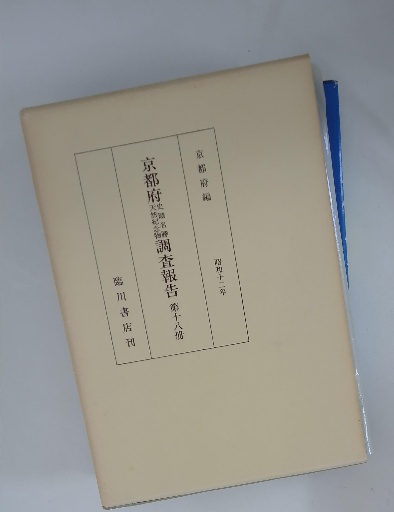 京都府編
昭和十二年
京都府史蹟名勝天然紀念物調査報告 第十八冊
臨川書店刊